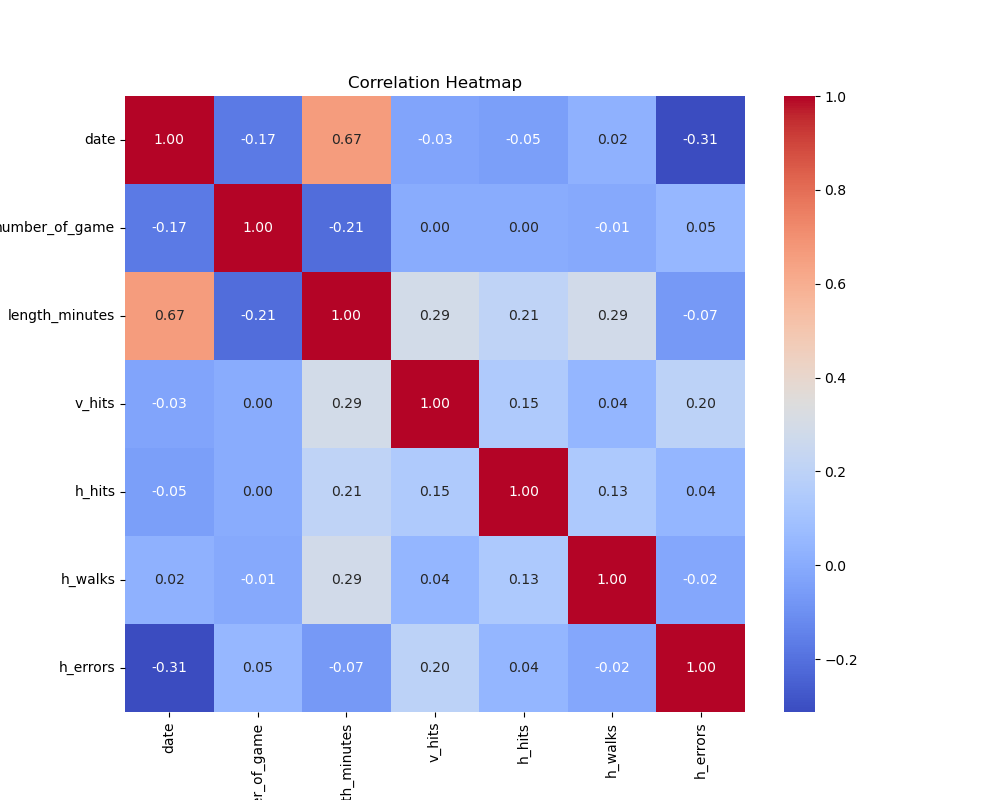 Correlation Heatmap
date 1.00 -0.17 0.67 -0.03 -0.05 0.02 -0.31
number_of_game -0.17 1.00 -0.21 0.00 0.00 -0.01 0.05
length_minutes 0.67 -0.21 1.00 0.29 0.21 0.29 -0.07
v_hits -0.03 0.00 0.29 1.00 0.15 0.04 0.20
h_hits -0.05 0.00 0.21 0.15 1.00 0.13 0.04
h_walks 0.02 -0.01 0.29 0.04 0.13 1.00 -0.02
h_errors -0.31 0.05 -0.07 0.20 0.04 -0.02 1.00
date
er_of_game
th_minutes
v_hits
h_hits
h_walks
h_errors
1.0
0.8
0.6
0.4
0.2
0.0
−0.2